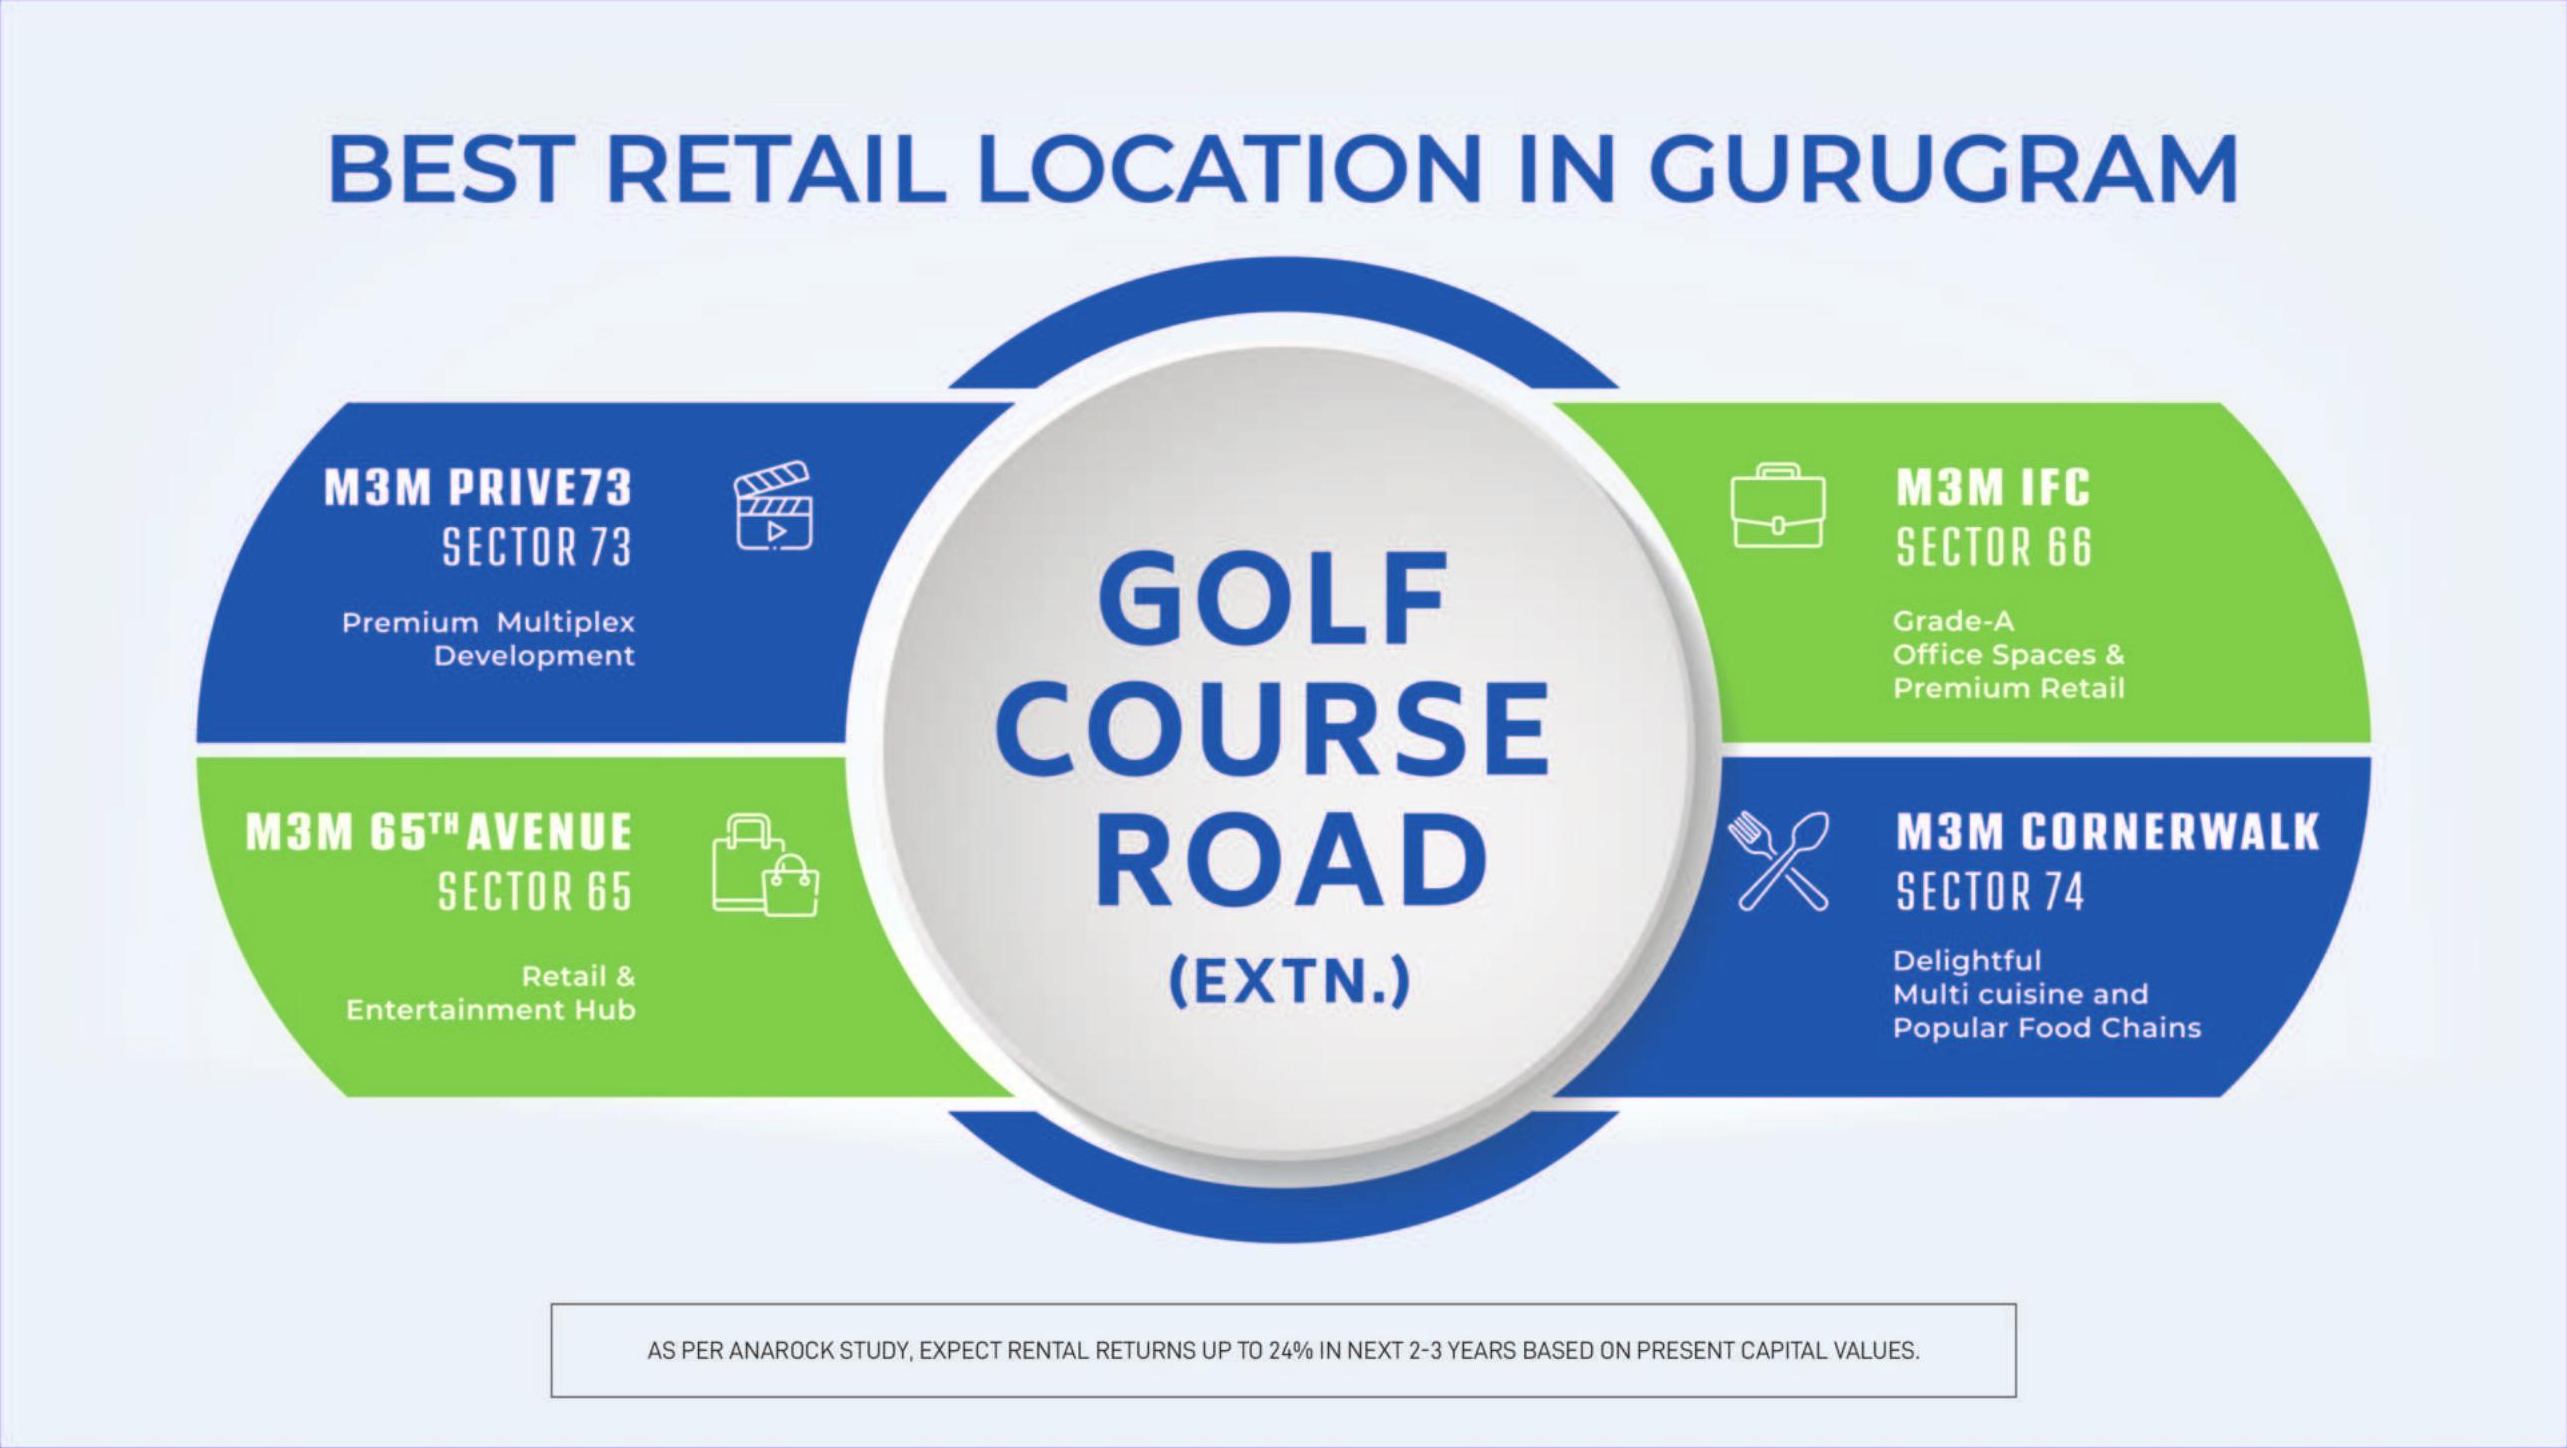 BEST RETAIL LOCATION IN GURUGRAM
M3M PRIVE73
SECTOR 73
Premium Multiplex
Development
M3M IFC
SECTOR 66
Grade-A
Office Spaces &
Premium Retail
GOLF
COURSE
ROAD
(EXTN.)
M3M 65TH AVENUE
SECTOR 65
Retail &
Entertainment Hub
M3M CORNERWALK
SECTOR 74
Delightful
Multi cuisine and
Popular Food Chains
AS PER ANAROCK STUDY, EXPECT RENTAL RETURNS UP TO 24% IN NEXT 2-3 YEARS BASED ON PRESENT CAPITAL VALUES.